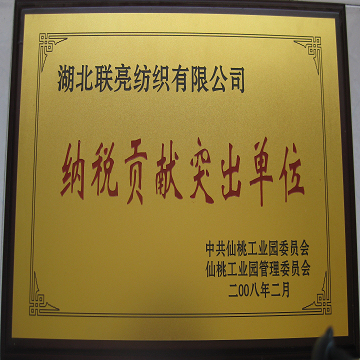 湖北联亮纺织有限公司
纳税贡献突出单位
中共仙桃工业园委员会
仙桃工业园管理委员会
二00八年二月